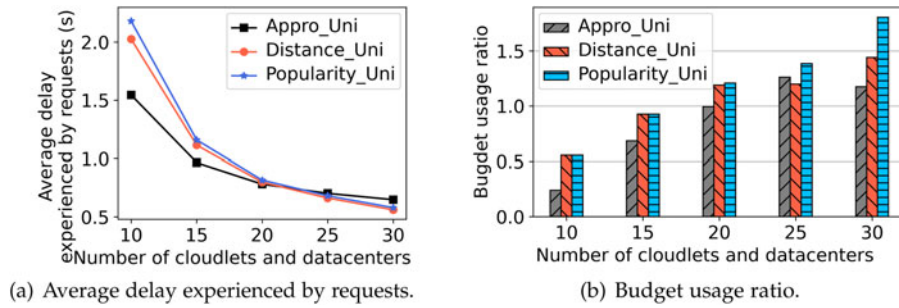 Average delay
experienced by requests (s)
2.0
1.5
1.0
0.5
Appro_Uni
Distance_Uni
Popularity_Uni
10 15 20 25 30
Number of cloudlets and datacenters
(a) Average delay experienced by requests.
Bugdet usage ratio
1.5
1.0
0.5
0.0
Appro_Uni
Distance_Uni
Popularity_Uni
10 15 20 25 30
Number of cloudlets and datacenters
(b) Budget usage ratio.